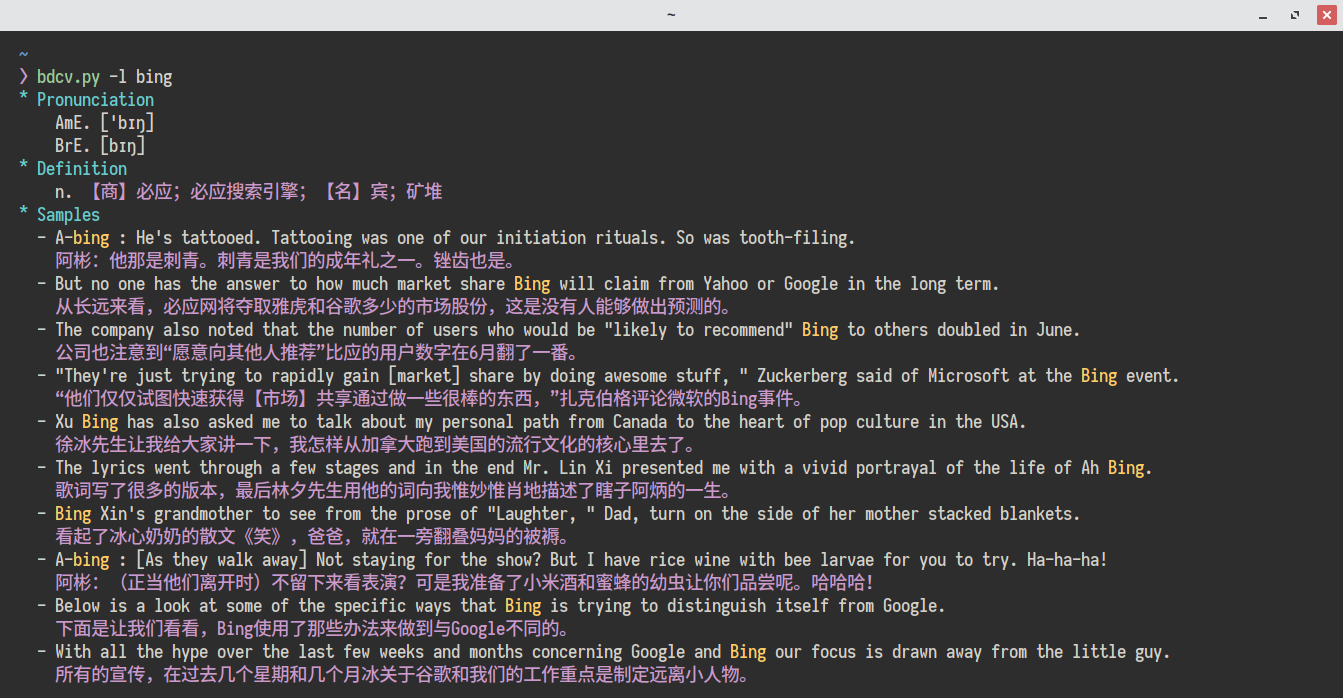 ~
~
❯ bdcv.py -l bing
* Pronunciation
AmE. ['bɪŋ]
BrE. [bɪŋ]
* Definition
n. 【商】必应；必应搜索引擎；【名】宾；矿堆
* Samples
- A-bing : He's tattooed. Tattooing was one of our initiation rituals. So was tooth-filing.
阿彬：他那是刺青。刺青是我们的成年礼之一。锉齿也是。
- But no one has the answer to how much market share Bing will claim from Yahoo or Google in the long term.
从长远来看，必应网将夺取雅虎和谷歌多少的市场股份，这是没有人能够做出预测的。
- The company also noted that the number of users who would be "likely to recommend" Bing to others doubled in June.
公司也注意到“愿意向其他人推荐”比应的用户数字在6月翻了一番。
- "They're just trying to rapidly gain [market] share by doing awesome stuff, " Zuckerberg said of Microsoft at the Bing event.
“他们仅仅试图快速获得【市场】共享通过做一些很棒的东西，”扎克伯格评论微软的Bing事件。
- Xu Bing has also asked me to talk about my personal path from Canada to the heart of pop culture in the USA.
徐冰先生让我给大家讲一下，我怎样从加拿大跑到美国的流行文化的核心里去了。
- The lyrics went through a few stages and in the end Mr. Lin Xi presented me with a vivid portrayal of the life of Ah Bing.
歌词写了很多的版本，最后林夕先生用他的词向我惟妙惟肖地描述了瞎子阿炳的一生。
- Bing Xin's grandmother to see from the prose of "Laughter, " Dad, turn on the side of her mother stacked blankets.
看起了冰心奶奶的散文《笑》，爸爸，就在一旁翻叠妈妈的被褥。
- A-bing : [As they walk away] Not staying for the show? But I have rice wine with bee larvae for you to try. Ha-ha-ha!
阿彬：（正当他们离开时）不留下来看表演？可是我准备了小米酒和蜜蜂的幼虫让你们品尝呢。哈哈哈！
- Below is a look at some of the specific ways that Bing is trying to distinguish itself from Google.
下面是让我们看看，Bing使用了那些办法来做到与Google不同的。
- With all the hype over the last few weeks and months concerning Google and Bing our focus is drawn away from the little guy.
所有的宣传，在过去几个星期和几个月冰关于谷歌和我们的工作重点是制定远离小人物。